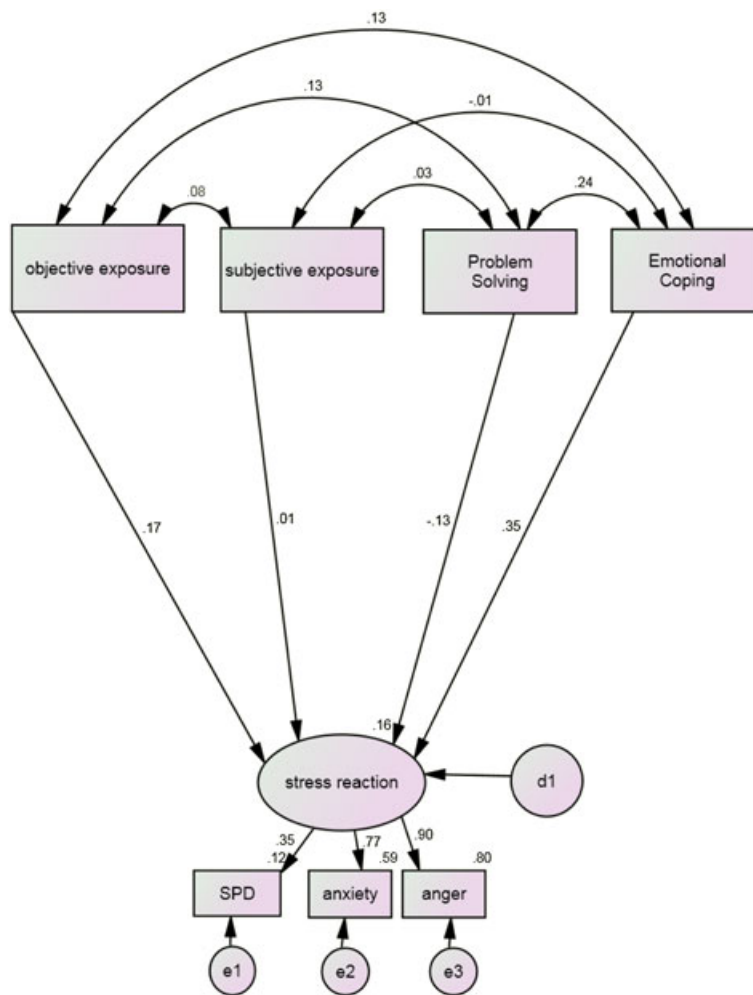 .13
.13
-.01
.08
.03
.24
objective exposure
subjective exposure
Problem
Solving
Emotional
Coping
.17
.01
-.13
.35
.16
stress reaction
d1
.35
.77
.90
.12
.59
.80
SPD
anxiety
anger
e1
e2
e3